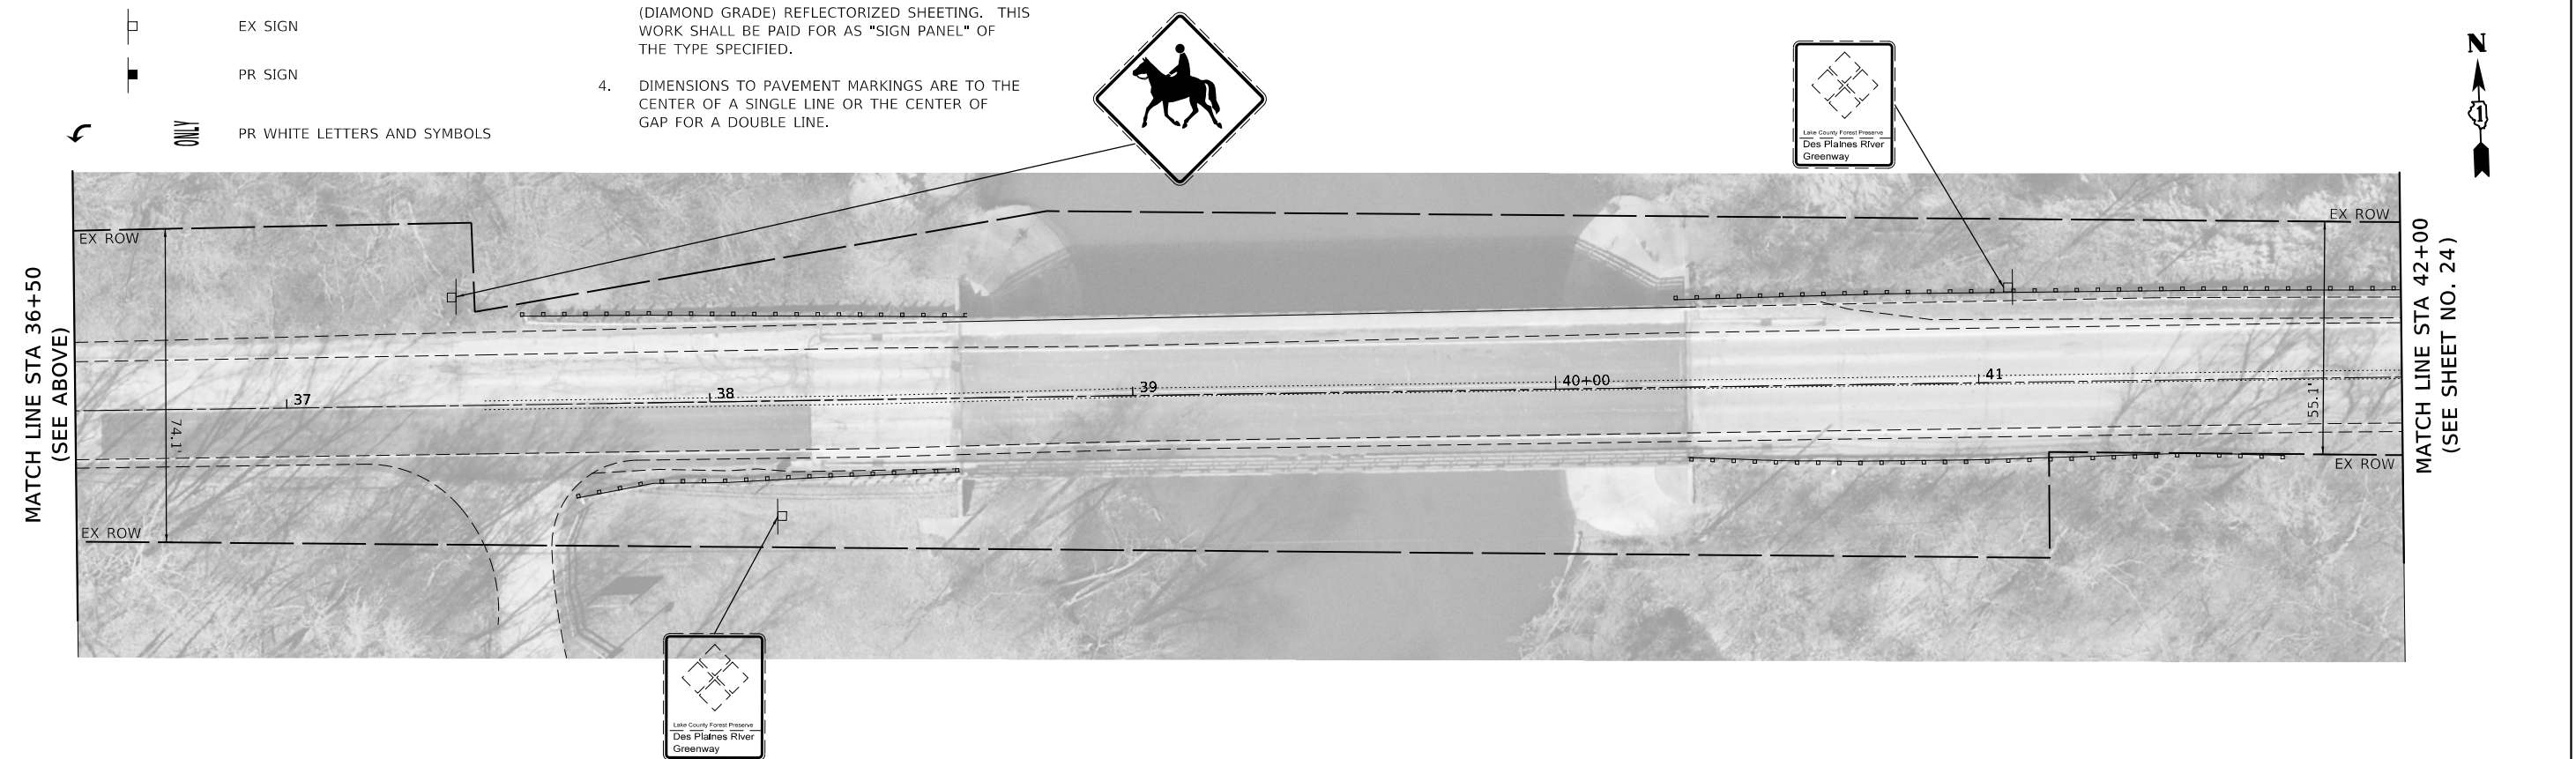 EX SIGN
PR SIGN
ONLY
PR WHITE LETTERS AND SYMBOLS
(DIAMOND GRADE) REFLECTORIZED SHEETING. THIS
WORK SHALL BE PAID FOR AS "SIGN PANEL" OF
THE TYPE SPECIFIED.
4. DIMENSIONS TO PAVEMENT MARKINGS ARE TO THE
CENTER OF A SINGLE LINE OR THE CENTER OF
GAP FOR A DOUBLE LINE.
Lake County Forest Preserve
Des Plaines River
Greenway
N
1
MATCH LINE STA 36+50
(SEE ABOVE)
EX ROW
EX ROW
74.1'
37
38
39
40+00
41
55.1'
EX ROW
EX ROW
MATCH LINE STA 42+00
(SEE SHEET NO. 24)
Lake County Forest Preserve
Des Plaines River
Greenway